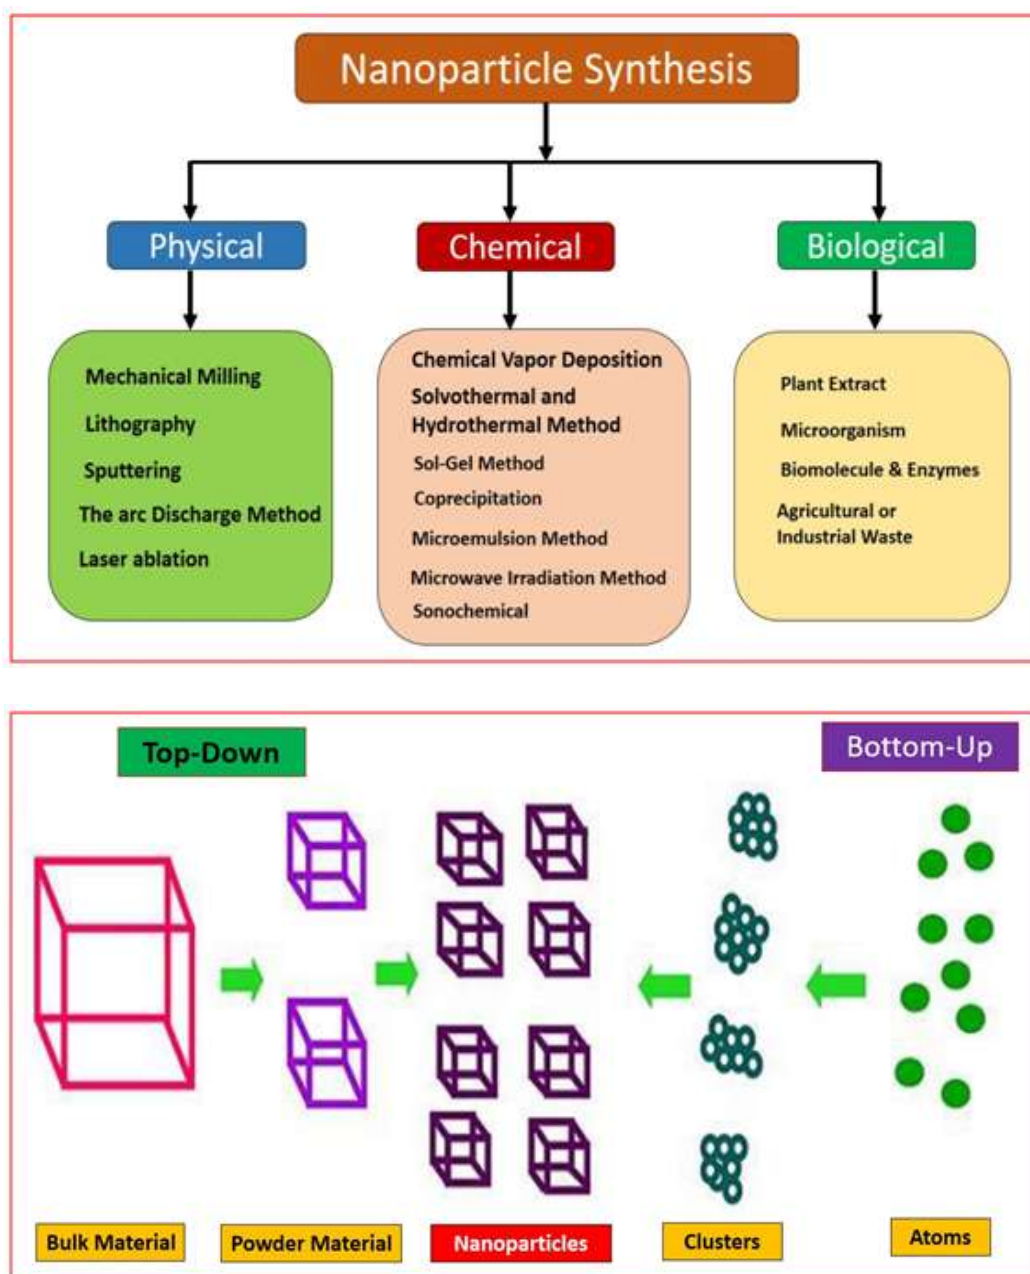 Nanoparticle Synthesis
Physical
Chemical
Biological
Mechanical Milling
Lithography
Sputtering
The arc Discharge Method
Laser ablation
Chemical Vapor Deposition
Solvothermal and
Hydrothermal Method
Sol-Gel Method
Coprecipitation
Microemulsion Method
Microwave Irradiation Method
Sonochemical
Plant Extract
Microorganism
Biomolecule & Enzymes
Agricultural or
Industrial Waste
Top-Down
Bottom-Up
Bulk Material
Powder Material
Nanoparticles
Clusters
Atoms